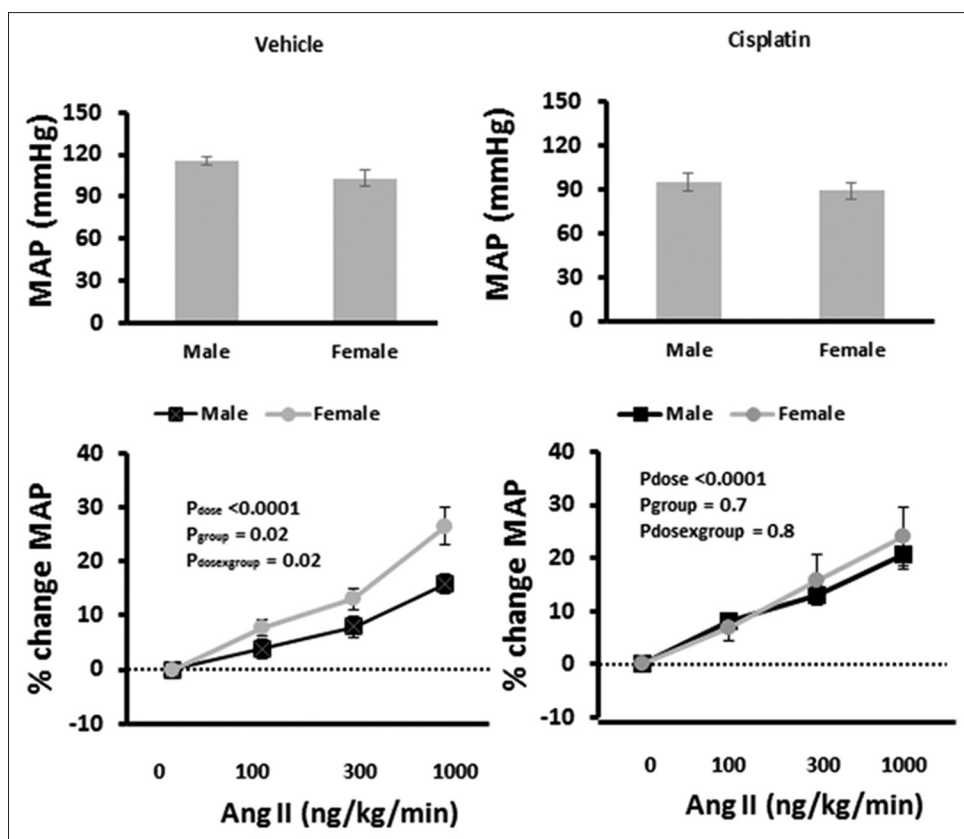 Vehicle
MAP (mmHg)
150
120
90
60
30
0
Male Female
Cisplatin
MAP (mmHg)
150
120
90
60
30
0
Male Female
Male Female
% change MAP
40
30
20
10
0
-10
Pdose <0.0001
Pgroup = 0.02
Pdosexgroup = 0.02
0 100 300 1000
Ang II (ng/kg/min)
Male Female
% change MAP
40
30
20
10
0
-10
Pdose <0.0001
Pgroup = 0.7
Pdosexgroup = 0.8
0 100 300 1000
Ang II (ng/kg/min)